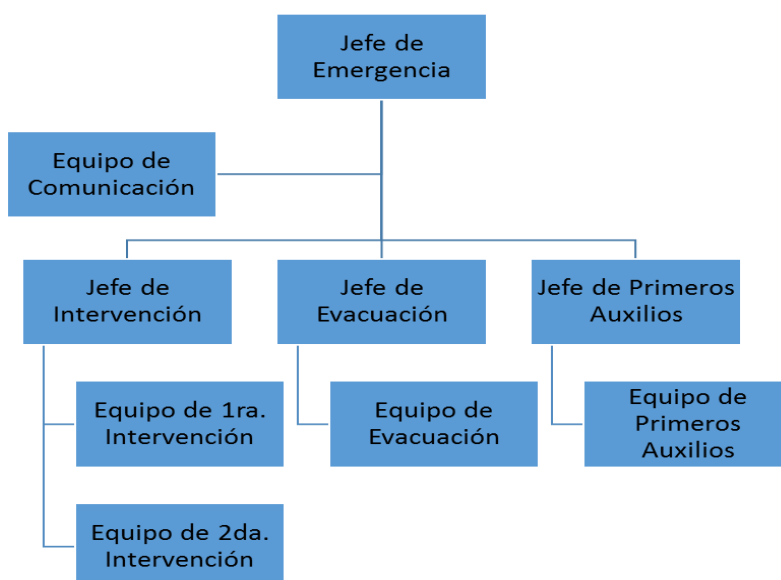 Jefe de
Emergencia
Equipo de
Comunicación
Jefe de
Intervención
Jefe de
Evacuación
Jefe de Primeros
Auxilios
Equipo de 1ra.
Intervención
Equipo de
Evacuación
Equipo de
Primeros
Auxilios
Equipo de 2da.
Intervención